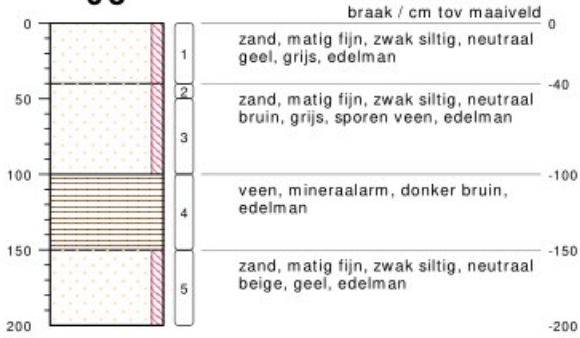 braak / cm tov maaiveld
0
0
zand, matig fijn, zwak siltig, neutraal
geel, grijs, edelman
1
-40
2
50
zand, matig fijn, zwak siltig, neutraal
bruin, grijs, sporen veen, edelman
3
100
-100
veen, mineraalarm, donker bruin,
edelman
4
150
-150
zand, matig fijn, zwak siltig, neutraal
beige, geel, edelman
5
200
-200